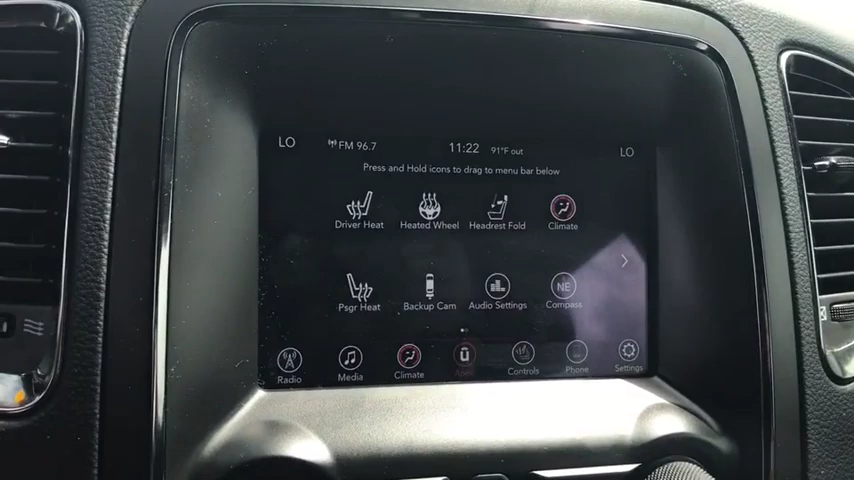 LO FM 96.7 11:22 91°F out LO
Press and Hold icons to drag to menu bar below
Driver Heat Heated Wheel Headrest Fold Climate
Psgr Heat Backup Cam Audio Settings NE Compass
Radio Media Climate Apps Controls Phone Settings